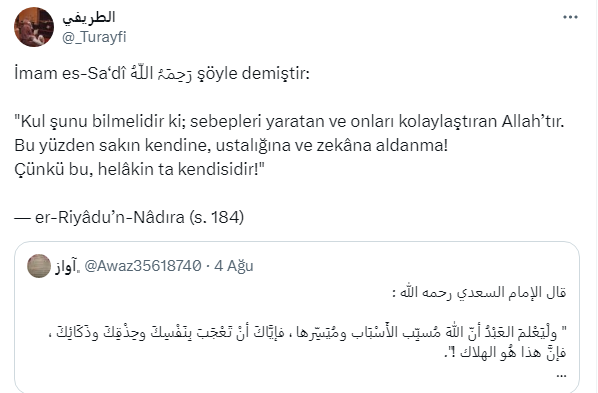 الطريفي
@_Turayfi
İmam es-Sa‘dî رَحِمَهُ اللّٰهُ şöyle demiştir:
"Kul şunu bilmelidir ki; sebepleri yaratan ve onları kolaylaştıran Allah’tır.
Bu yüzden sakın kendine, ustalığına ve zekâna aldanma!
Çünkü bu, helâkin ta kendisidir!"
— er-Riyâdu’n-Nâdıra (s. 184)
آواز. @Awaz35618740 · 4 Ağu
قال الإمام السعدي رحمه الله :
" ولْيَعْلمَ العَبْدُ أنّ اللهَ مُسبِّب الأَسْبَاب ومُيَسِّرها ، فإيَّاكَ أنْ تَعْجَبَ بِنَفْسِكَ وحِذْقِكَ وذَكَائِكَ ،
فإنَّ هذا هُو الهلاك !".
...